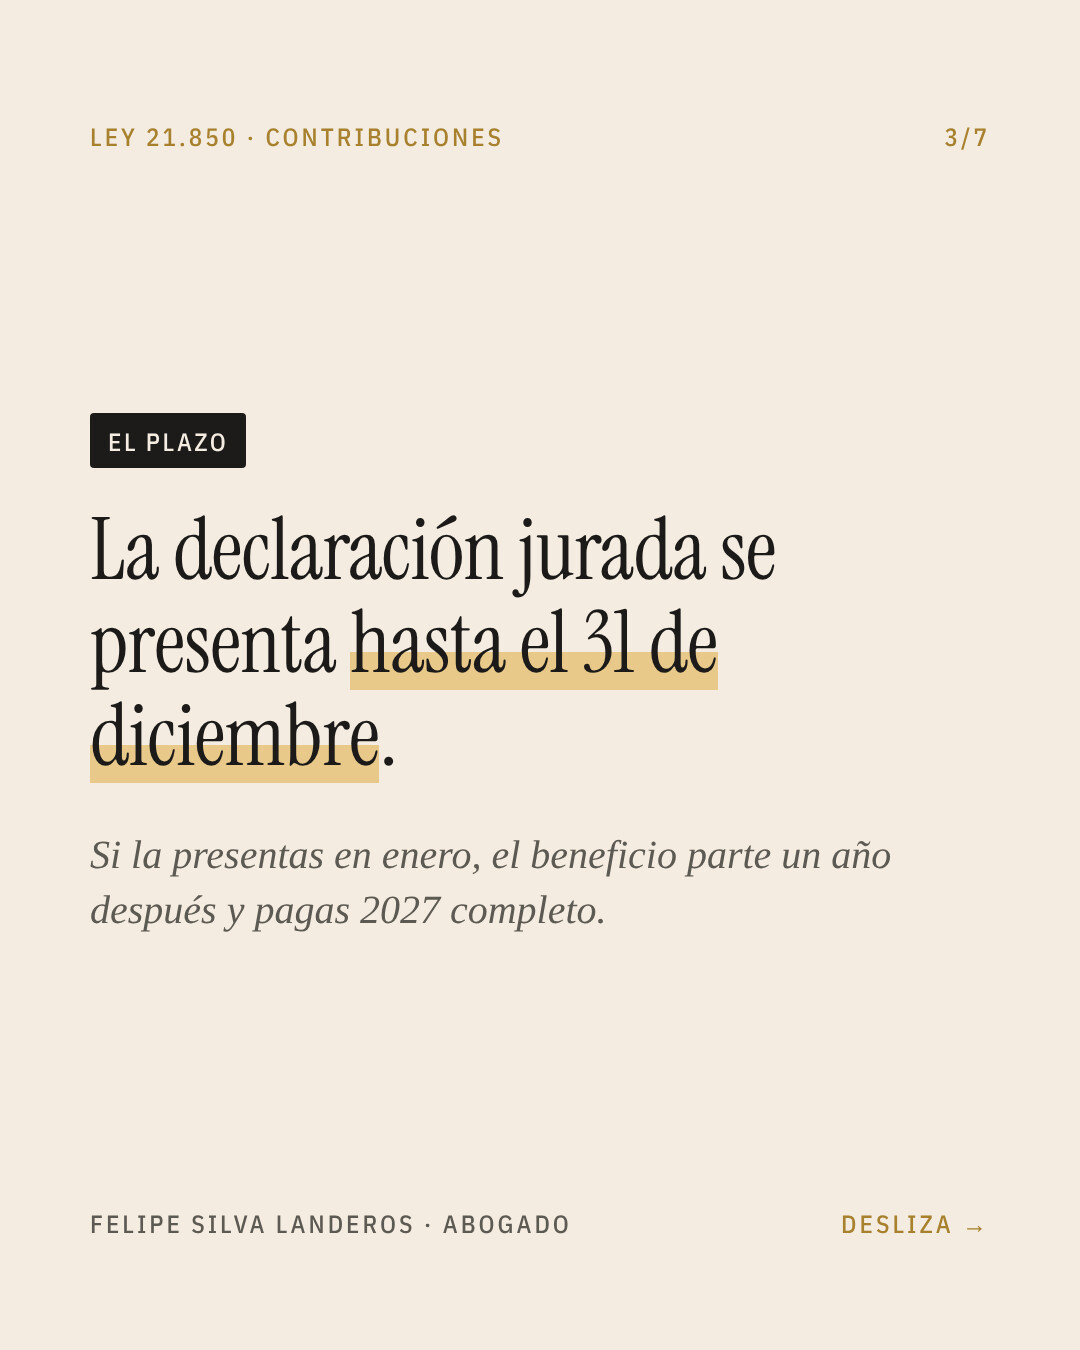 LEY 21.850 · CONTRIBUCIONES
3/7
EL PLAZO
La declaración jurada se
presenta hasta el 31 de
diciembre.
Si la presentas en enero, el beneficio parte un año
después y pagas 2027 completo.
FELIPE SILVA LANDEROS · ABOGADO
DESLIZA →